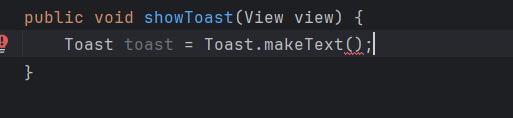 public void showToast(View view) {
    Toast toast = Toast.makeText();
}